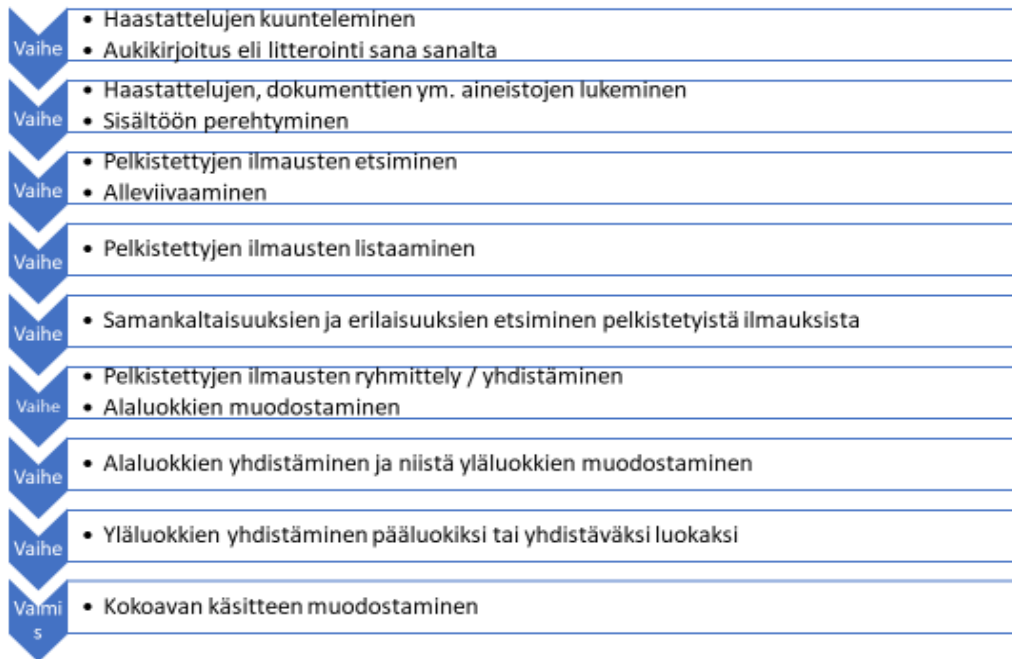 Vaihe
• Haastattelujen kuunteleminen
• Aukikirjoitus eli litterointi sana sanalta
Vaihe
• Haastattelujen, dokumenttien ym. aineistojen lukeminen
• Sisältöön perehtyminen
Vaihe
• Pelkistettyjen ilmausten etsiminen
• Alleviivaaminen
Vaihe
• Pelkistettyjen ilmausten listaaminen
Vaihe
• Samankaltaisuuksien ja erilaisuuksien etsiminen pelkistetyistä ilmauksista
Vaihe
• Pelkistettyjen ilmausten ryhmittely / yhdistäminen
• Alaluokkien muodostaminen
Vaihe
• Alaluokkien yhdistäminen ja niistä yläluokkien muodostaminen
Vaihe
• Yläluokkien yhdistäminen pääluokiksi tai yhdistäväksi luokaksi
Valmi
s
• Kokoavan käsitteen muodostaminen